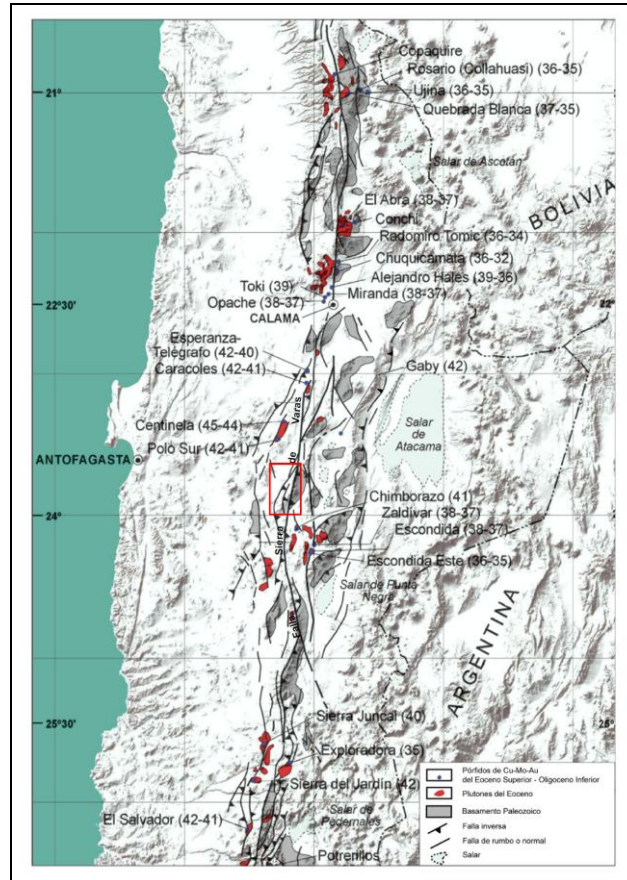 Copaquire
Rosario (Collahuasi) (36-35)
21°
Ujina (36-35)
Quebrada Blanca (37-35)
Salar de Ascotán
BOLIVIA
El Abra (38-37)
Conchi
Radomiro Tomic (36-34)
Chuquicamata (36-32)
Alejandro Hales (39-36)
Toki (39)
Miranda (38-37)
Opache (38-37)
22°30'
22°
CALAMA
Esperanza-
Telégrafo (42-40)
Caracoles (42-41)
Gaby (42)
Varas
Centinela (45-44)
Salar
de
Atacama
Polo Sur (42-41)
de
ANTOFAGASTA
Chimborazo (41)
Zaldívar (38-37)
24°
Escondida (38-37)
Sierra
Escondida Este (36-35)
Salar de Punta
Negra
Fallas
ARGENTINA
Sierra Juncal (40)
25°30'
25°
Exploradora (35)
Sierra del Jardín (42)
El Salvador (42-41)
Salar de
Pedernales
Potrerillos
Pórfidos de Cu-Mo-Au
del Eoceno Superior - Oligoceno Inferior
Plutones del Eoceno
Basamento Paleozoico
Falla inversa
Falla de rumbo o normal
Salar